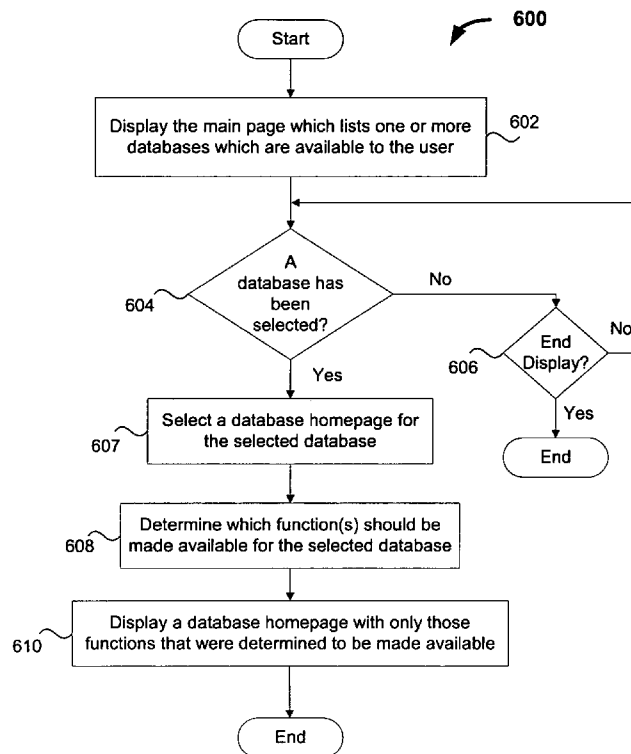 600
Start
Display the main page which lists one or more
databases which are available to the user
602
A
database has
been
selected?
604
No
End
Display?
606
No
Yes
Yes
End
Select a database homepage for
the selected database
607
Determine which function(s) should be
made available for the selected database
608
Display a database homepage with only those
functions that were determined to be made available
610
End